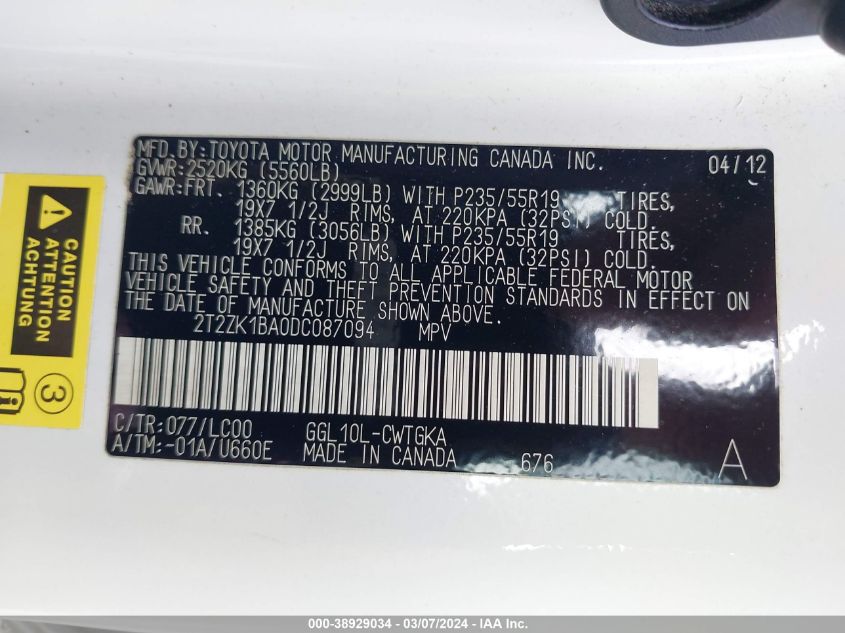 MFD. BY: TOYOTA MOTOR MANUFACTURING CANADA INC. 04/12
GVWR: 2520KG (5560LB)
GAWR: FRT. 1360KG (2999LB) WITH P235/55R19 TIRES,
19X7 1/2J RIMS, AT 220KPA (32PSI) COLD.
RR. 1385KG (3056LB) WITH P235/55R19 TIRES,
19X7 1/2J RIMS, AT 220KPA (32PSI) COLD.
THIS VEHICLE CONFORMS TO ALL APPLICABLE FEDERAL MOTOR
VEHICLE SAFETY AND THEFT PREVENTION STANDARDS IN EFFECT ON
THE DATE OF MANUFACTURE SHOWN ABOVE.
2T2ZK1BA0DC087094 MPV
C/TR: 077/LC00 GGL10L-CWTGKA
A/TM: -01A/U660E MADE IN CANADA 676 A
CAUTION
ATTENTION
ACHTUNG
3
000-38929034 - 03/07/2024 - IAA Inc.